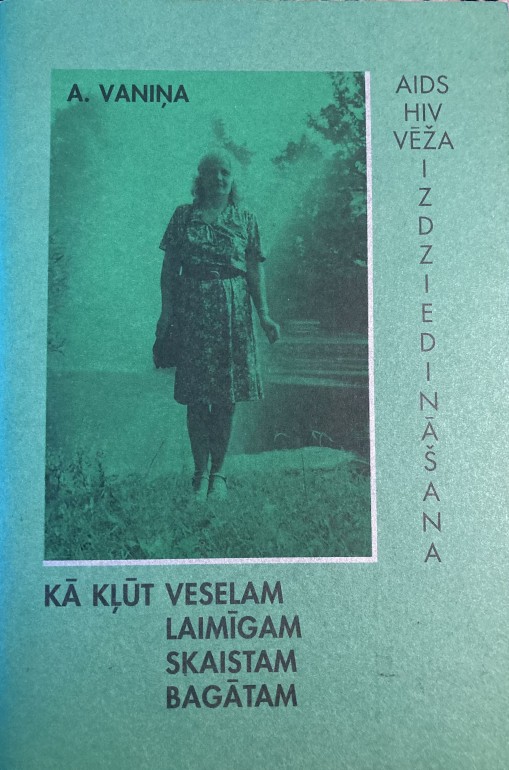 A. VANIŅA
AIDS
HIV
VĒŽA
IZDZIEDINĀŠANA
KĀ KĻŪT VESELAM
LAIMĪGAM
SKAISTAM
BAGĀTAM